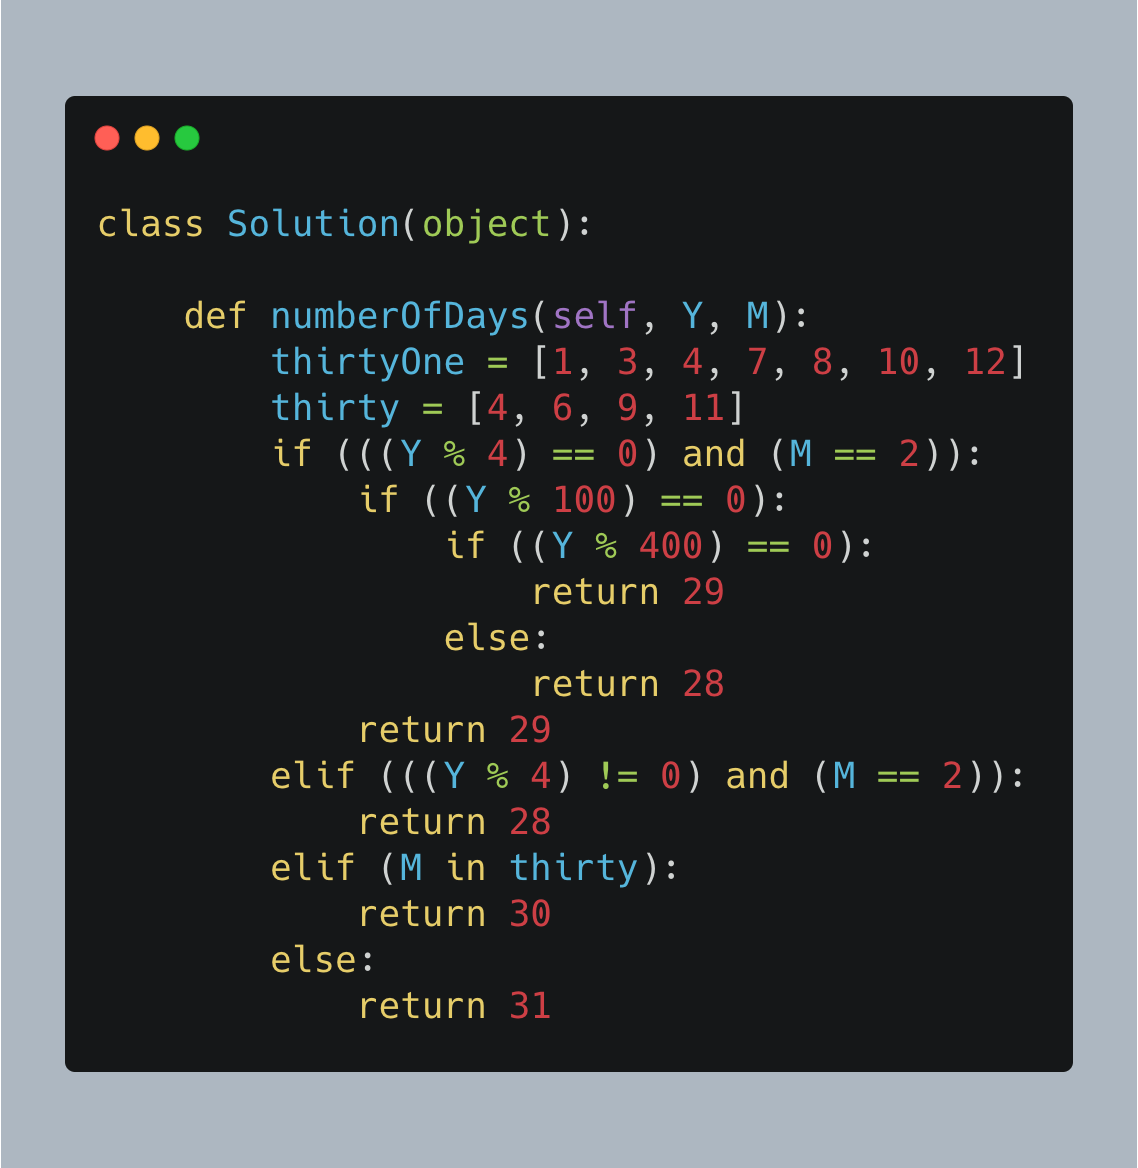 class Solution(object):

    def numberOfDays(self, Y, M):
        thirtyOne = [1, 3, 4, 7, 8, 10, 12]
        thirty = [4, 6, 9, 11]
        if (((Y % 4) == 0) and (M == 2)):
            if ((Y % 100) == 0):
                if ((Y % 400) == 0):
                    return 29
                else:
                    return 28
            return 29
        elif (((Y % 4) != 0) and (M == 2)):
            return 28
        elif (M in thirty):
            return 30
        else:
            return 31